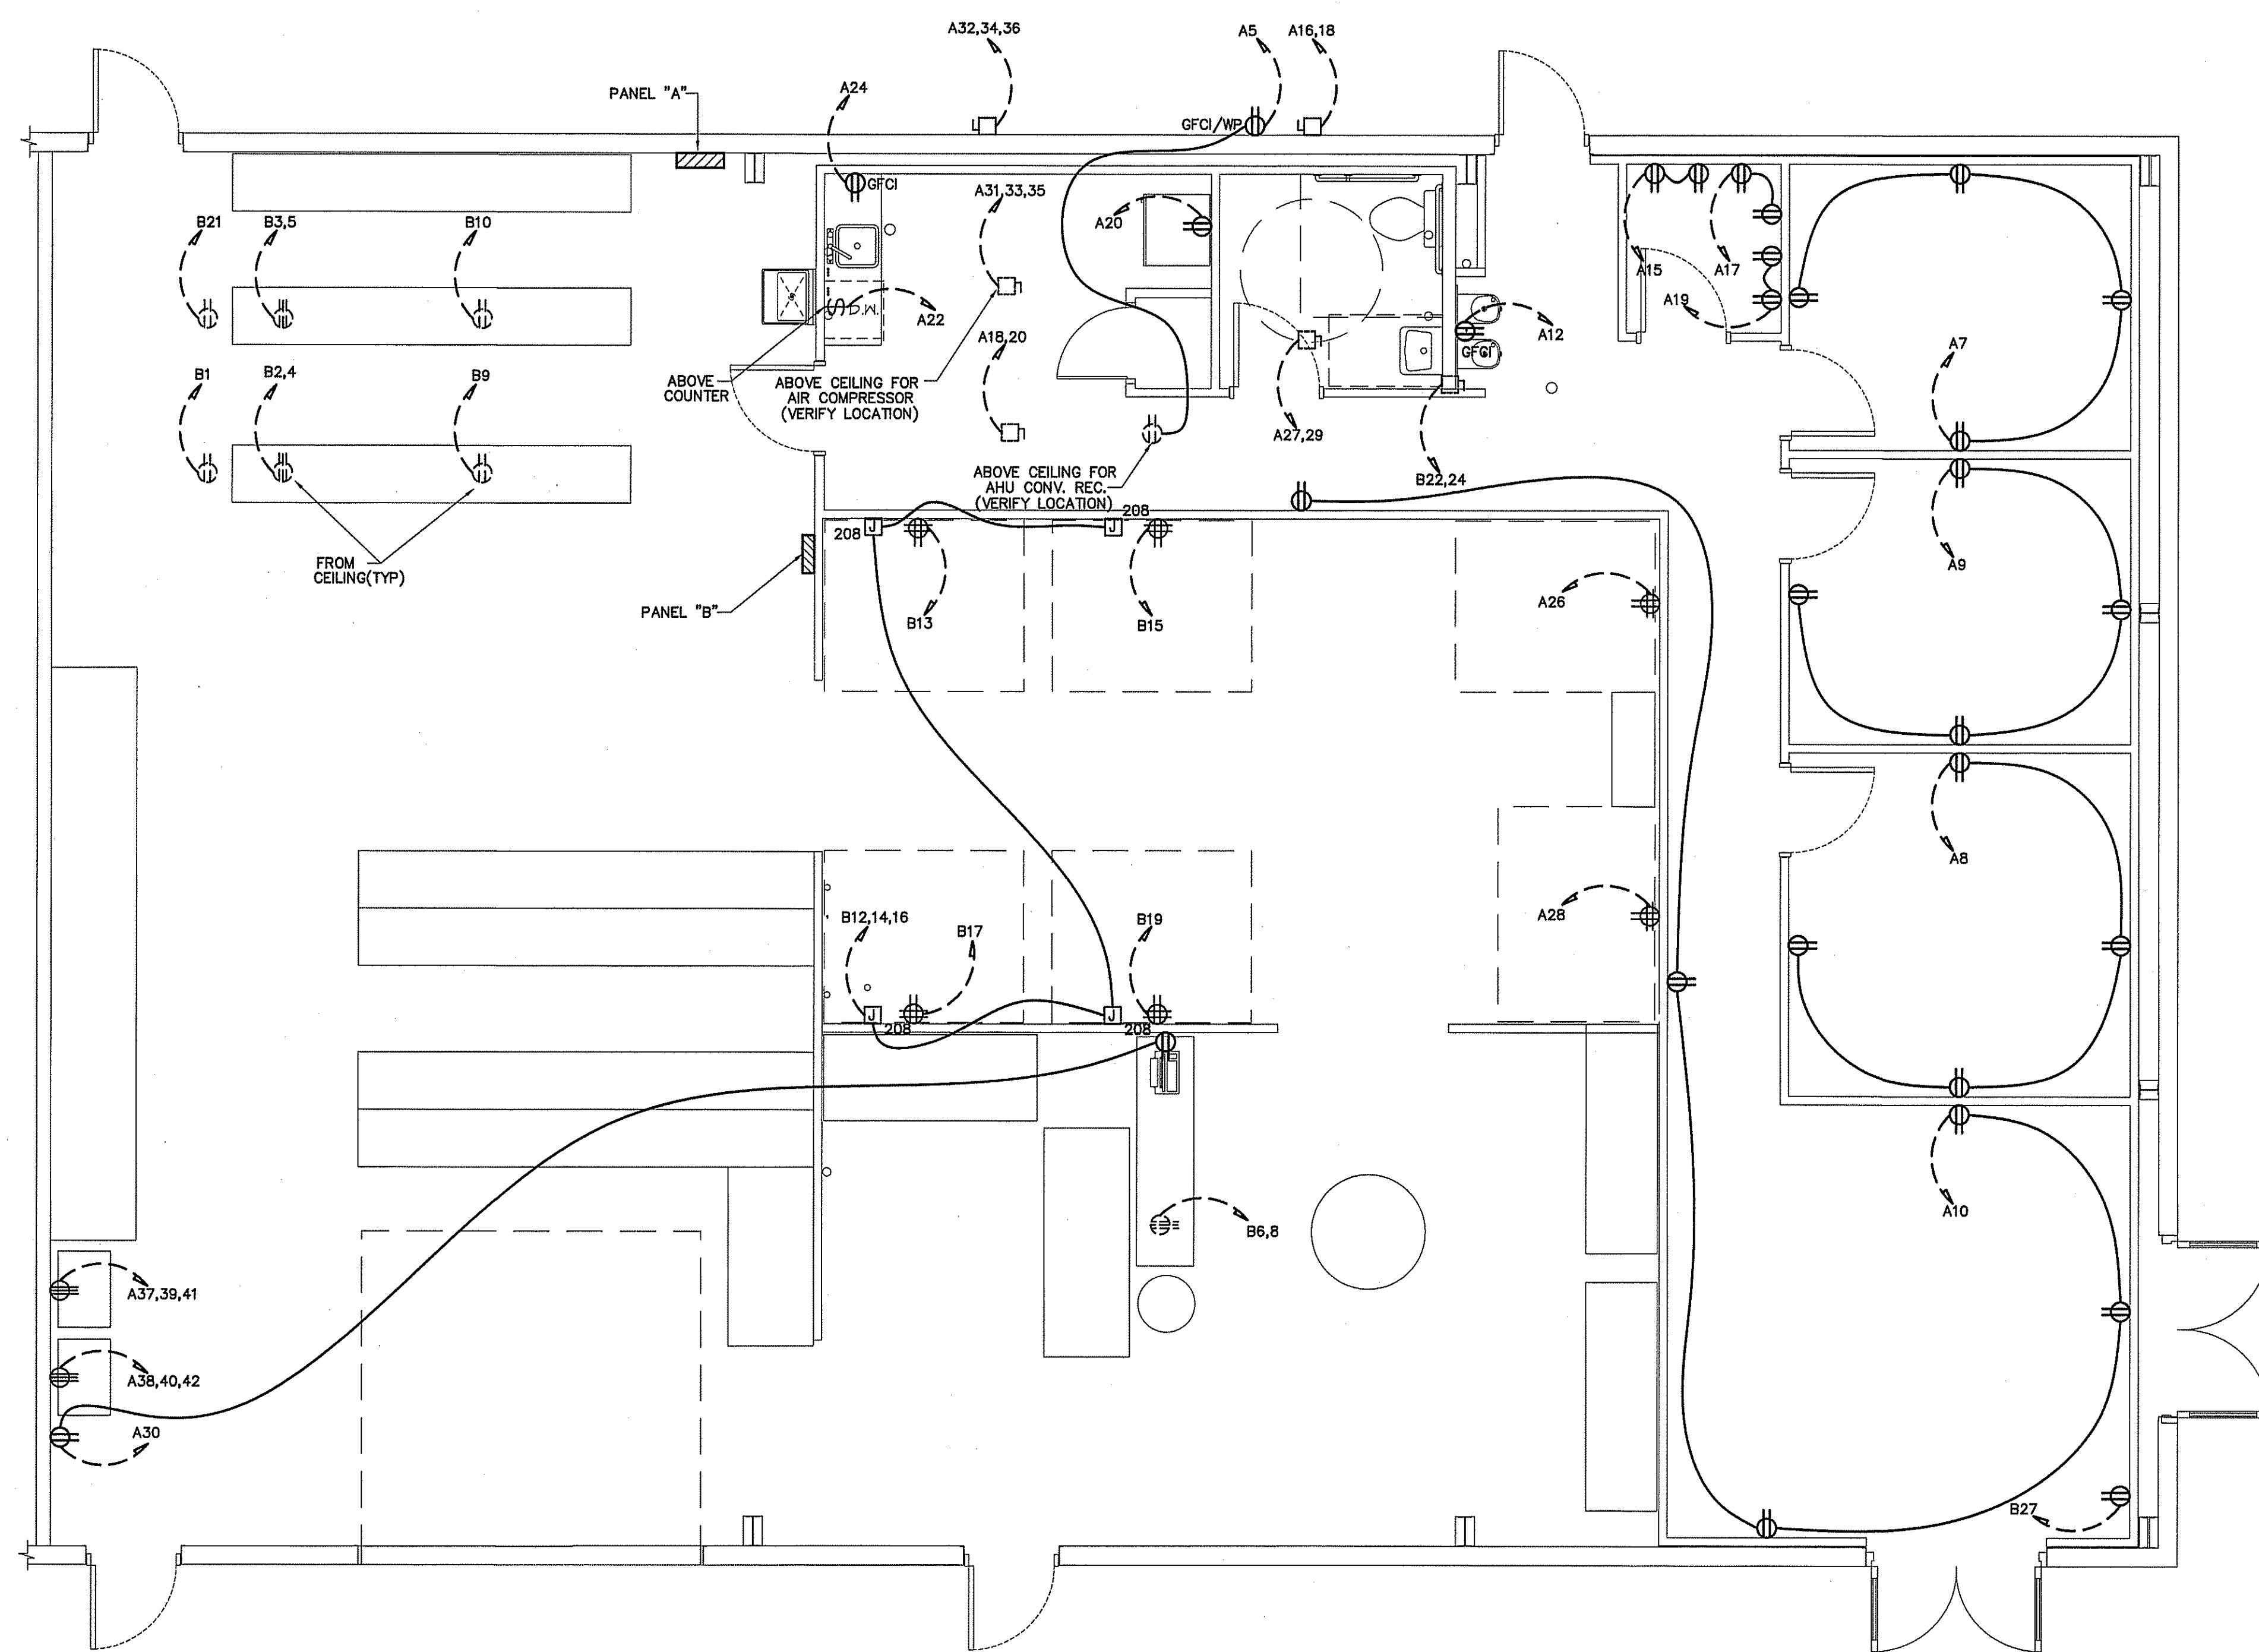 A32,34,36
A5
A16,18
PANEL "A"
A24
GFCI/WP
GFCI
A31,33,35
A20
B21
B3,5
B10
A15
A17
A19
D.W.
A22
A12
GFCI
A18,20
A7
B1
B2,4
B9
ABOVE
COUNTER
ABOVE CEILING FOR
AIR COMPRESSOR
(VERIFY LOCATION)
A27,29
ABOVE CEILING FOR
AHU CONV. REC.
(VERIFY LOCATION)
B22,24
208
J
J
208
FROM
CEILING(TYP)
A9
PANEL "B"
B13
B15
A26
A8
B12,14,16
B17
B19
A28
J
J
208
208
A10
B6,8
A37,39,41
A38,40,42
A30
B27